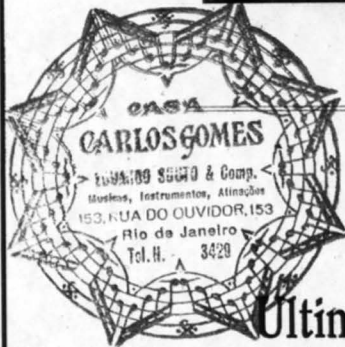 CASA
CARLOS GOMES
EDUARDO SOUTO & Comp.
Musicas, Instrumentos, Afinações
153, RUA DO OUVIDOR, 153
Rio de Janeiro
Tel. N. 3429
Ultin